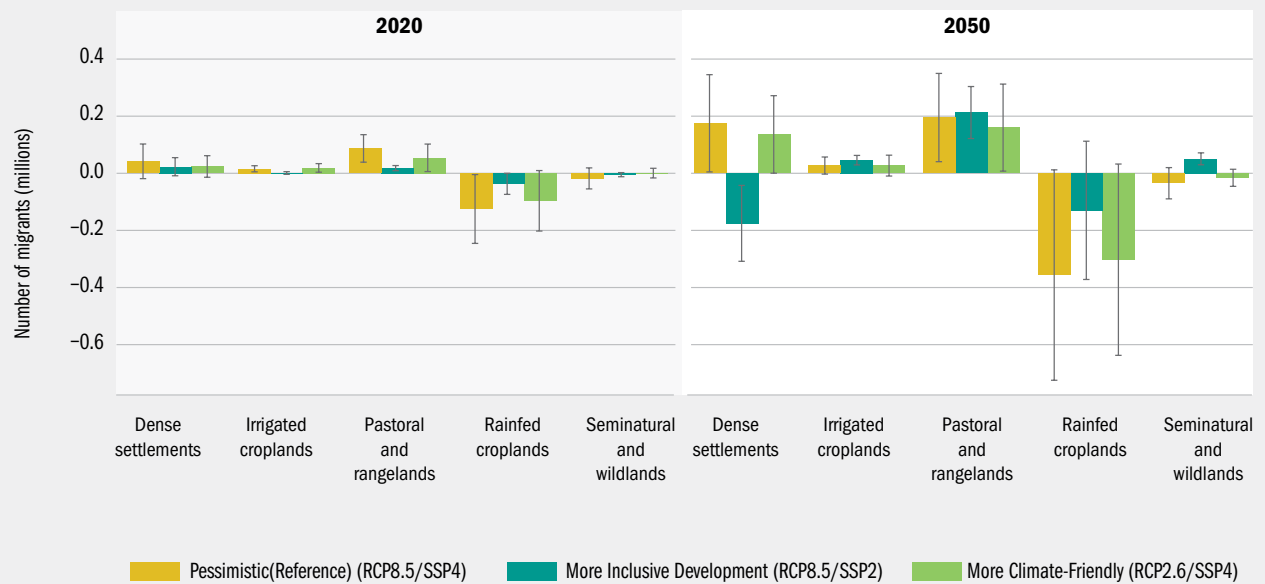 2020
2050
Number of migrants (millions)
0.4
0.2
0.0
−0.2
−0.4
−0.6
Dense
settlements
Irrigated
croplands
Pastoral
and
rangelands
Rainfed
croplands
Seminatural
and
wildlands
Dense
settlements
Irrigated
croplands
Pastoral
and
rangelands
Rainfed
croplands
Seminatural
and
wildlands
Pessimistic(Reference) (RCP8.5/SSP4)
More Inclusive Development (RCP8.5/SSP2)
More Climate-Friendly (RCP2.6/SSP4)